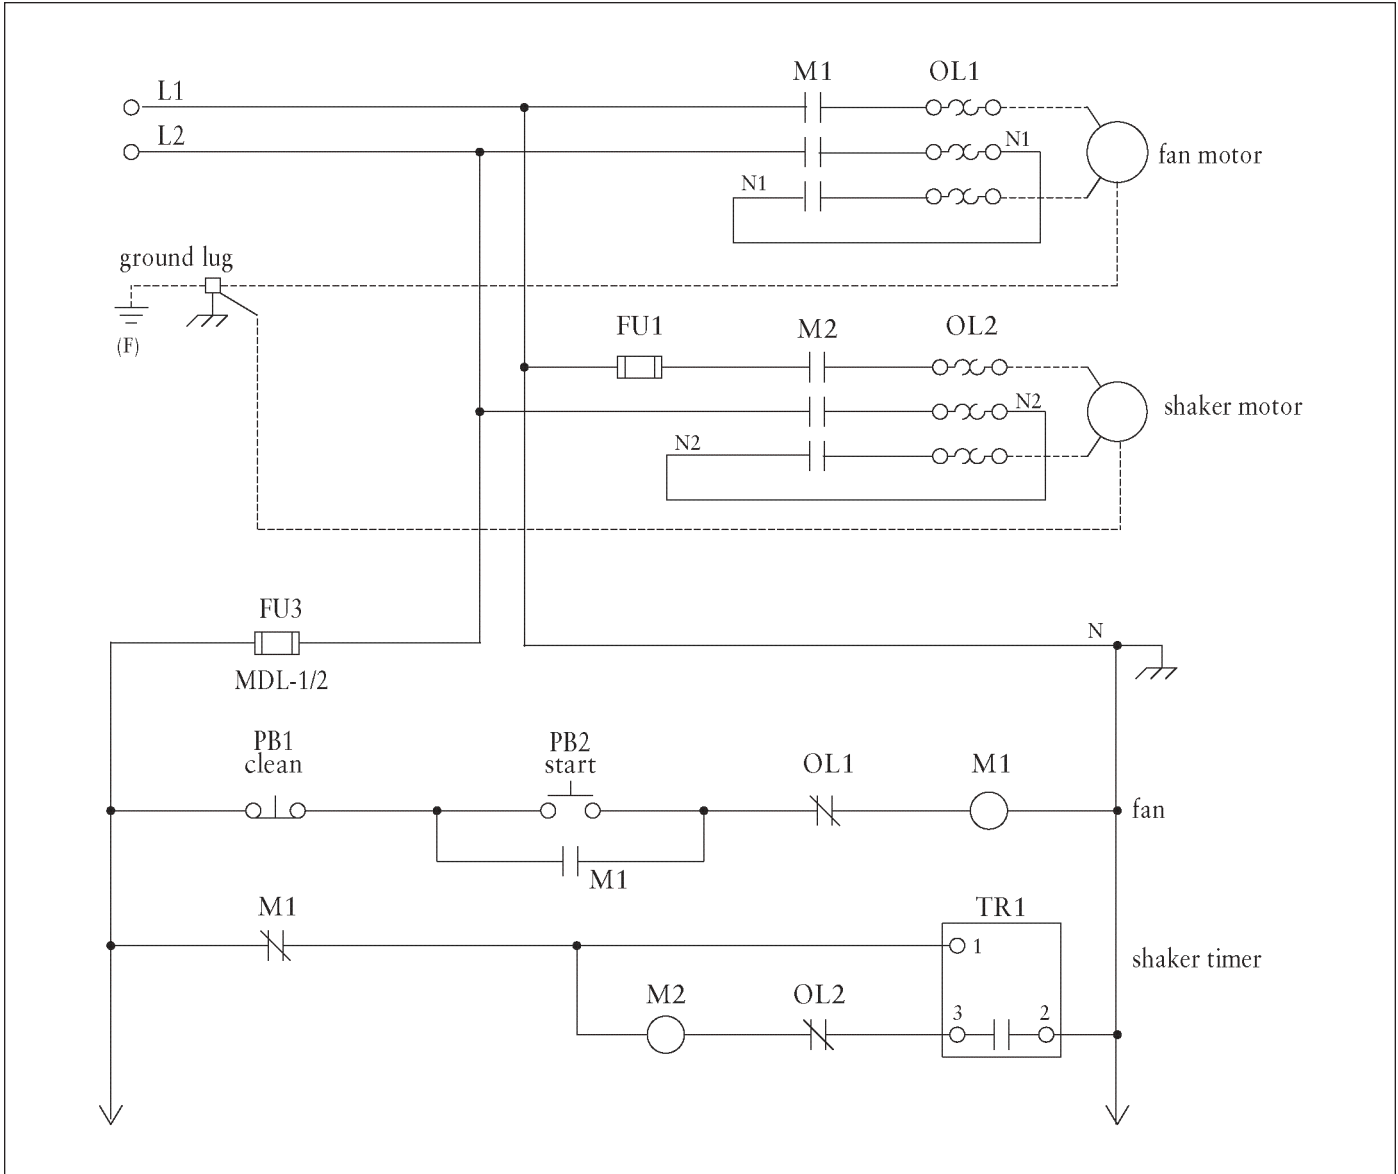 M1
OL1
L1
L2
N1
fan motor
N1
ground lug
(F)
FU1
M2
OL2
N2
shaker motor
N2
FU3
MDL-1/2
N
PB1
clean
PB2
start
OL1
M1
fan
M1
M1
TR1
1
shaker timer
M2
OL2
3
2